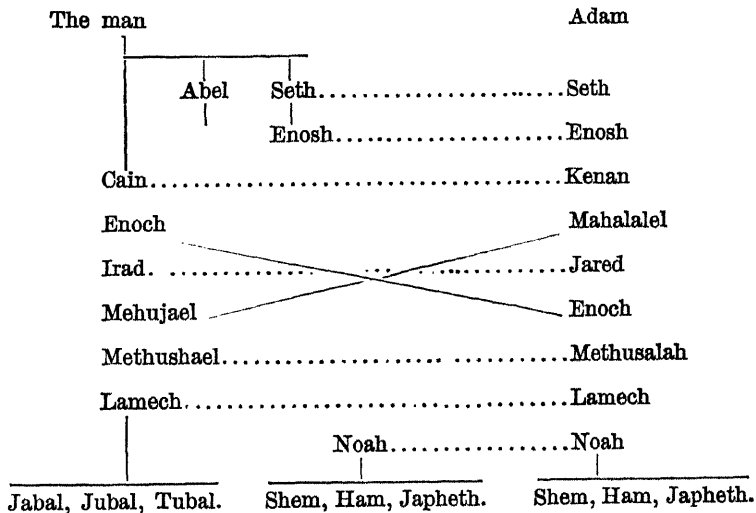 The man Adam
Abel Seth........................Seth
Enosh........................Enosh
Cain........................Kenan
Enoch Mahalalel
Irad........................Jared
Mehujael Enoch
Methushael........................Methusalah
Lamech........................Lamech
Noah........................Noah
Jabal, Jubal, Tubal. Shem, Ham, Japheth. Shem, Ham, Japheth.